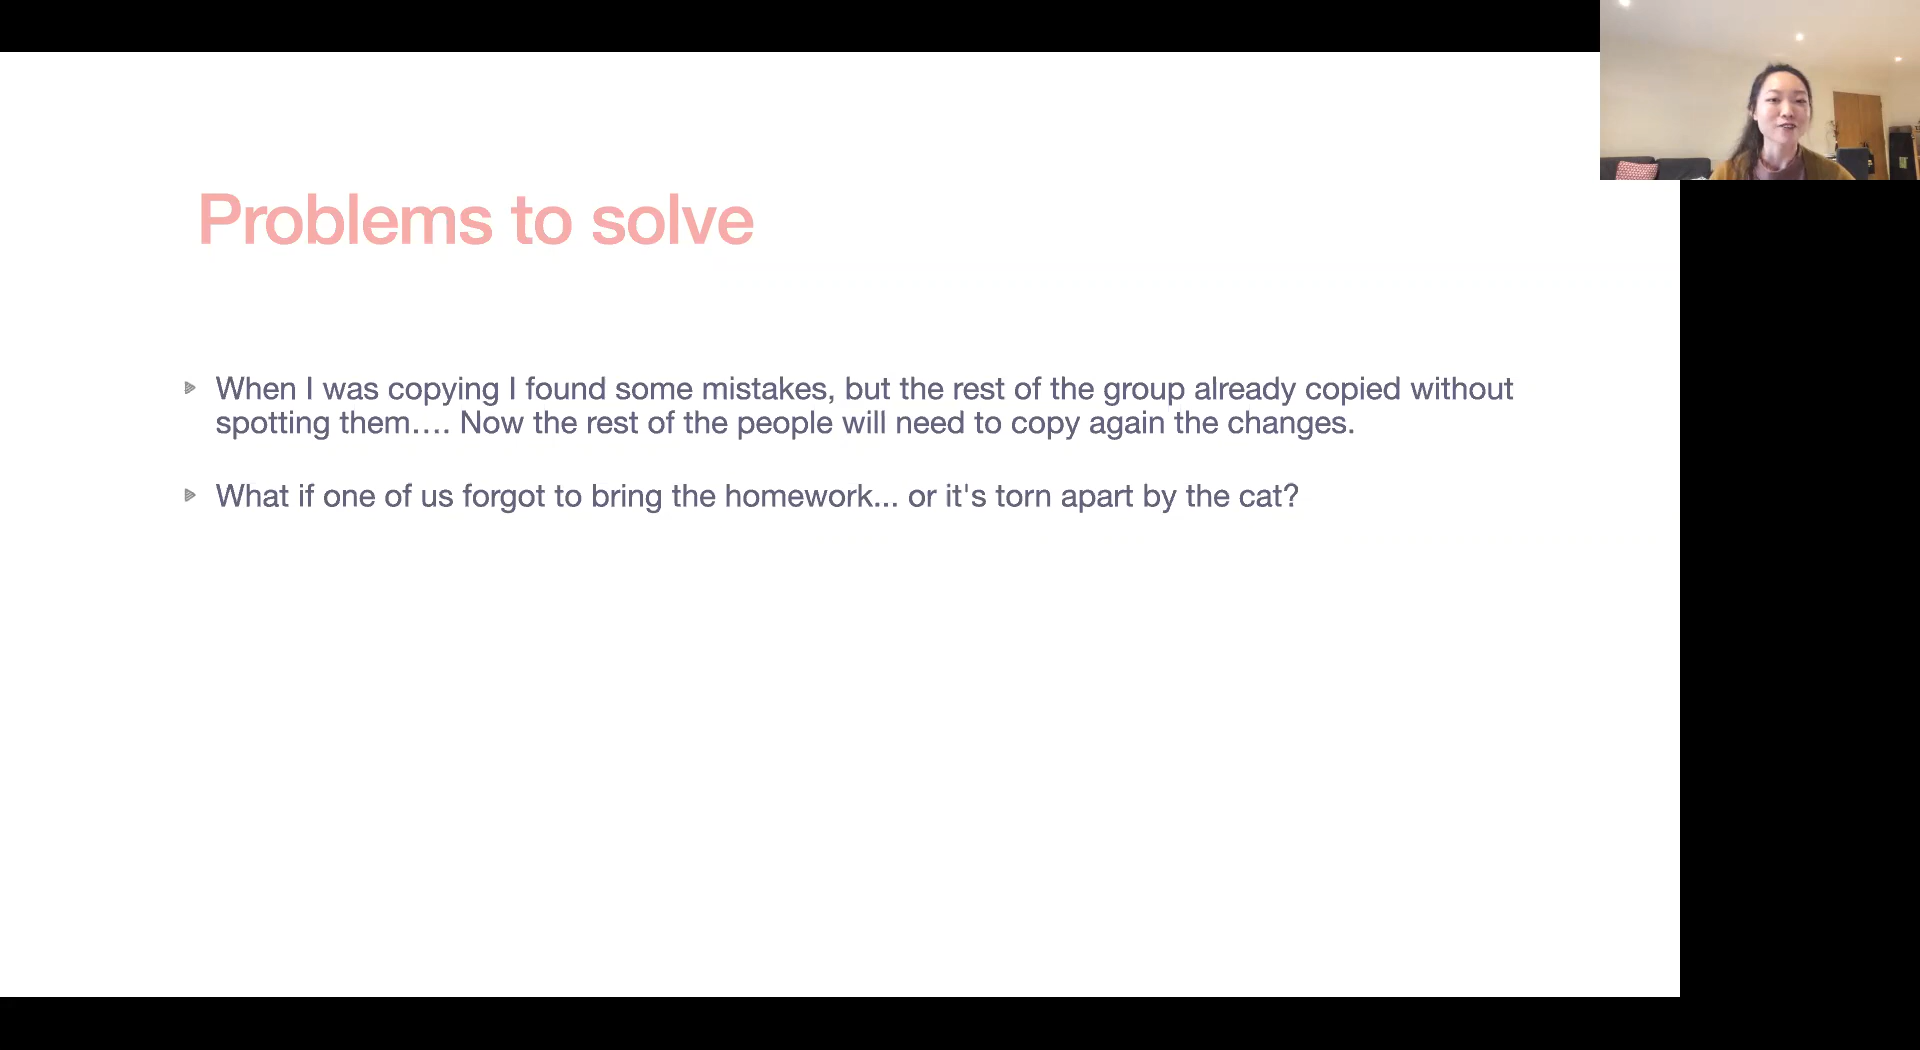 Problems to solve
When I was copying I found some mistakes, but the rest of the group already copied without
spotting them…. Now the rest of the people will need to copy again the changes.
What if one of us forgot to bring the homework... or it's torn apart by the cat?